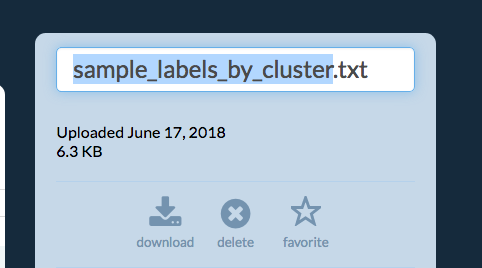 sample_labels_by_cluster.txt
Uploaded June 17, 2018
6.3 KB
download delete favorite